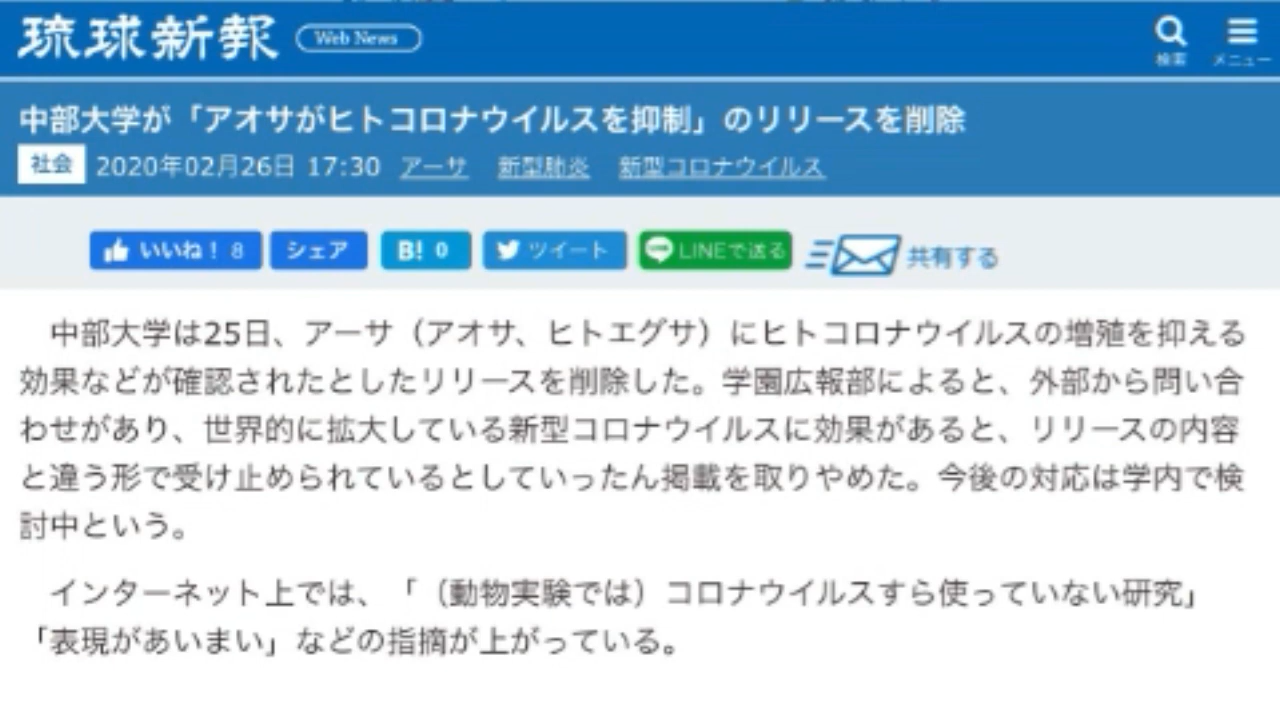 琉球新報 Web News
検索 メニュー
中部大学が「アオサがヒトコロナウイルスを抑制」のリリースを削除
社会 2020年02月26日 17:30 アーサ 新型肺炎 新型コロナウイルス
いいね！ 8 シェア B! 0 ツイート LINEで送る 共有する
中部大学は25日、アーサ（アオサ、ヒトエグサ）にヒトコロナウイルスの増殖を抑える
効果などが確認されたとしたリリースを削除した。学園広報部によると、外部から問い合
わせがあり、世界的に拡大している新型コロナウイルスに効果があると、リリースの内容
と違う形で受け止められているとしていったん掲載を取りやめた。今後の対応は学内で検
討中という。
インターネット上では、「（動物実験では）コロナウイルスすら使っていない研究」
「表現があいまい」などの指摘が上がっている。